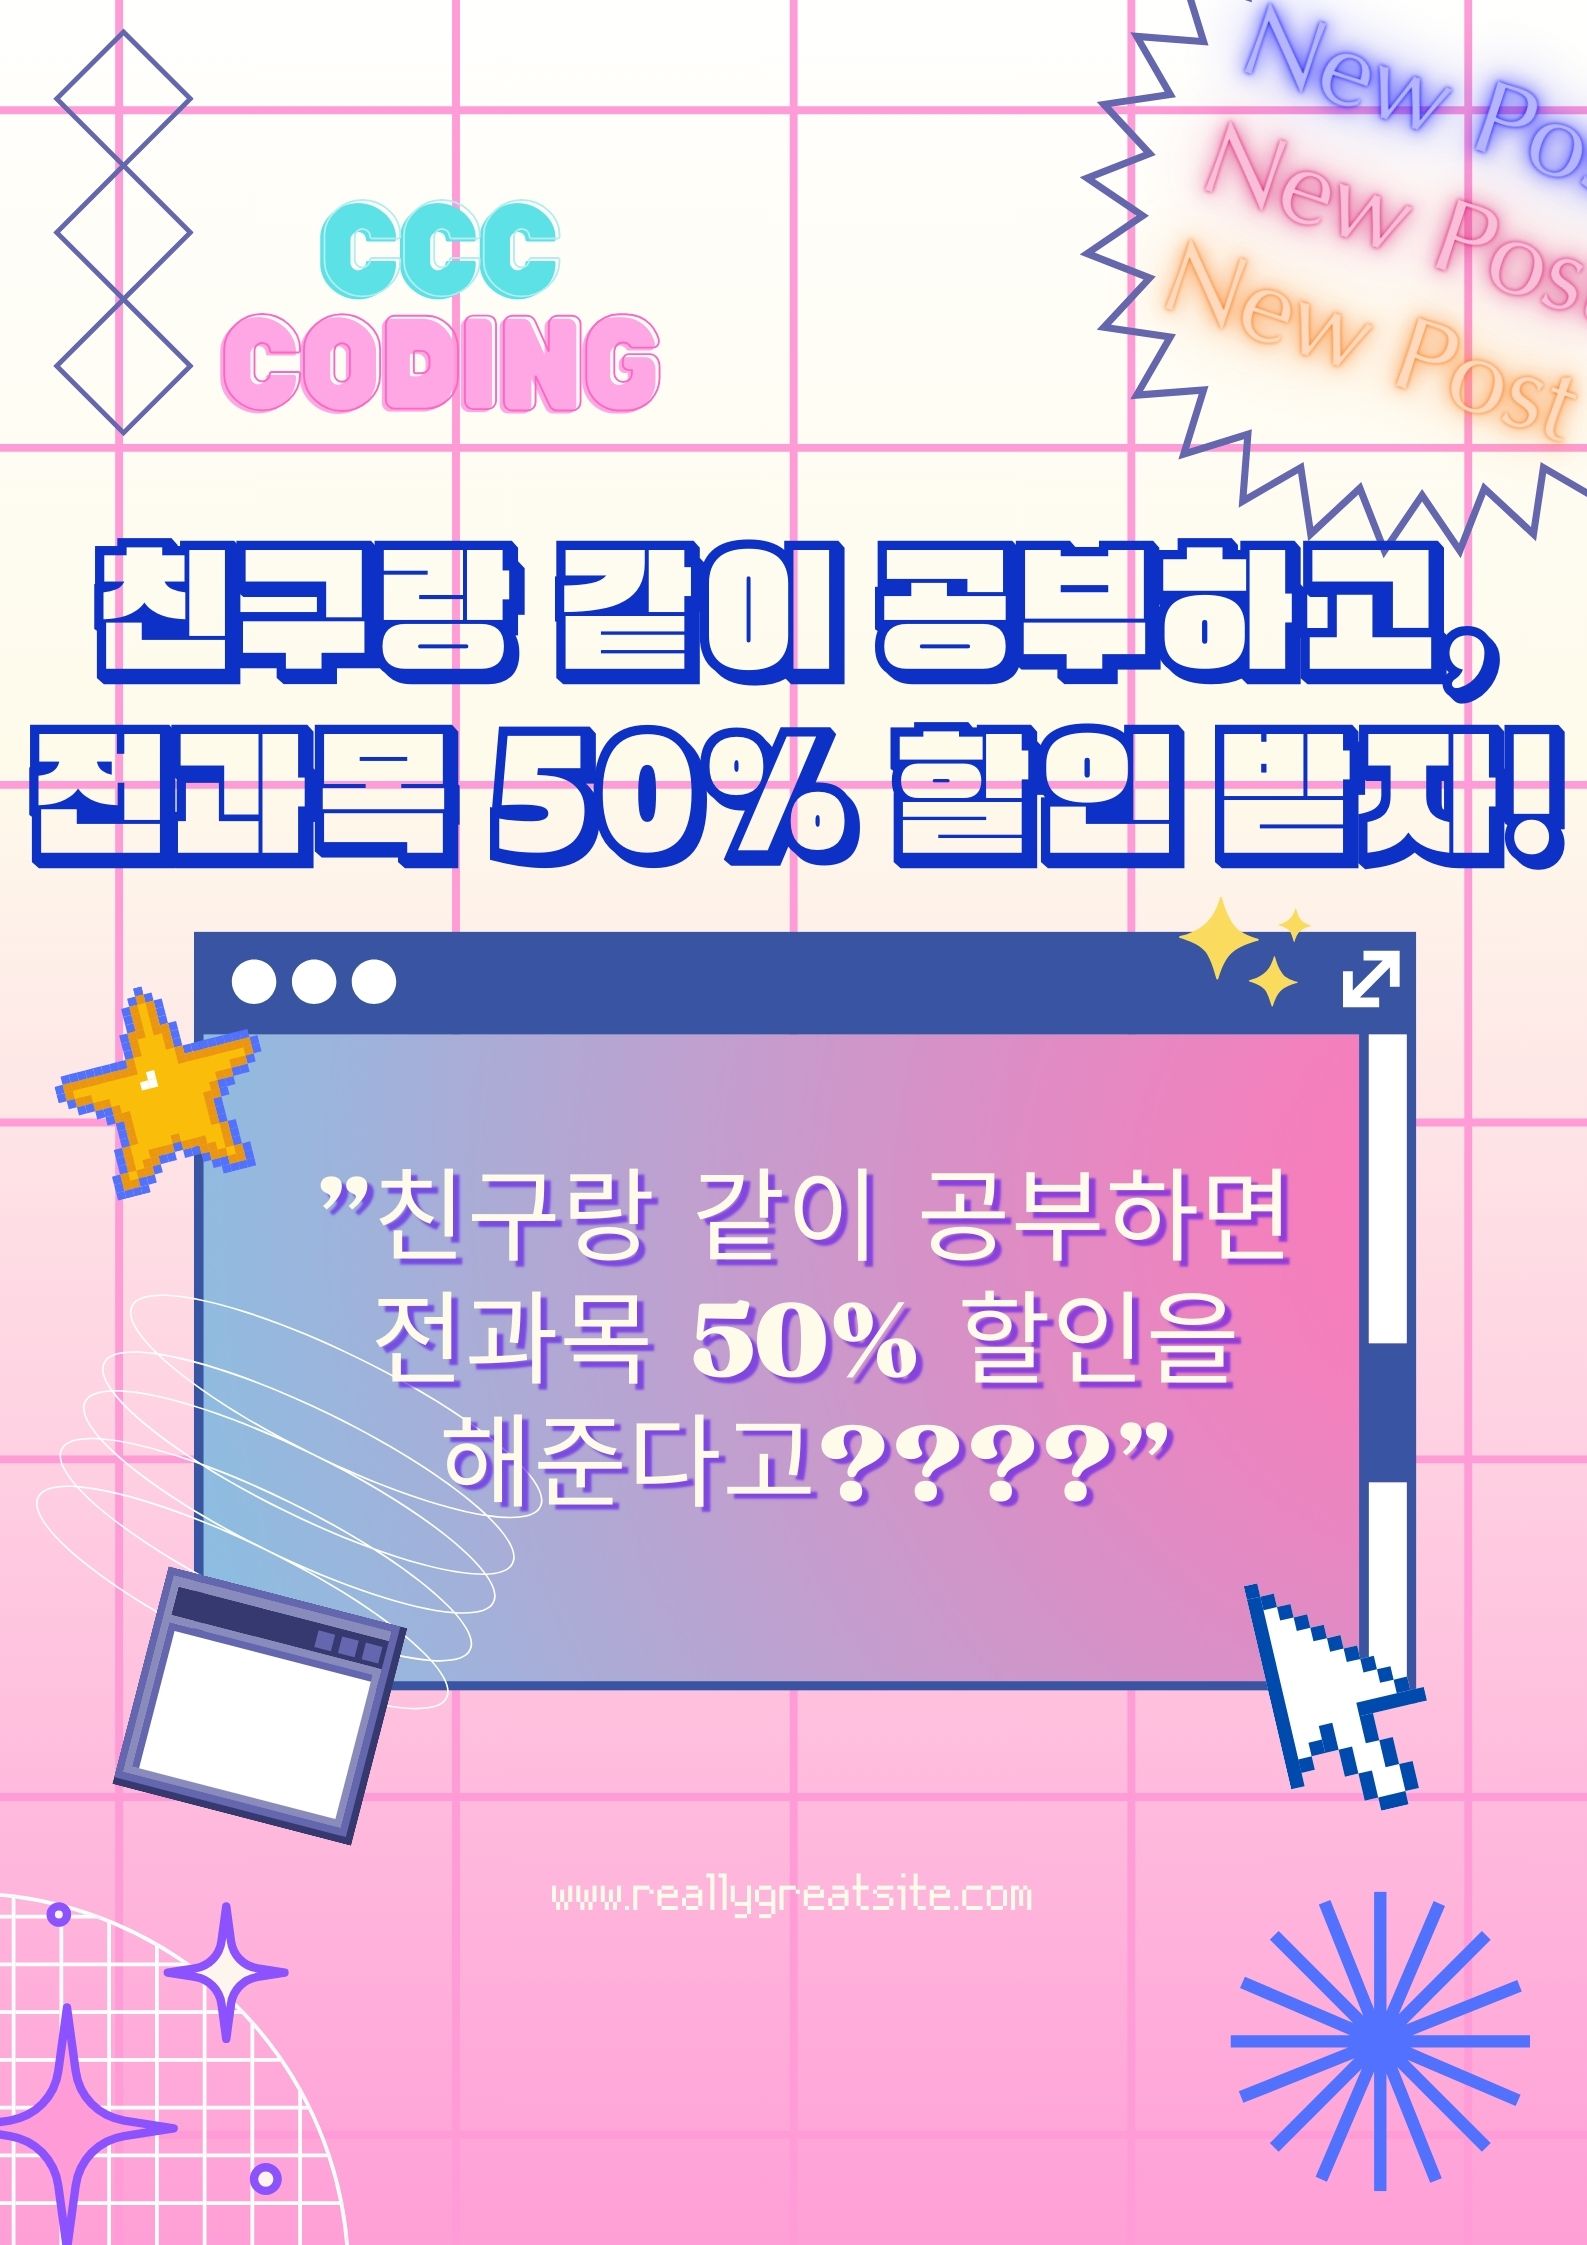 New Pos
New Post
New Post
CCC
CODING
친구랑 같이 공부하고,
전과목 50% 할인 받자!
”친구랑 같이 공부하면
전과목 50% 할인을
해준다고????”
www.reallygreatsite.com